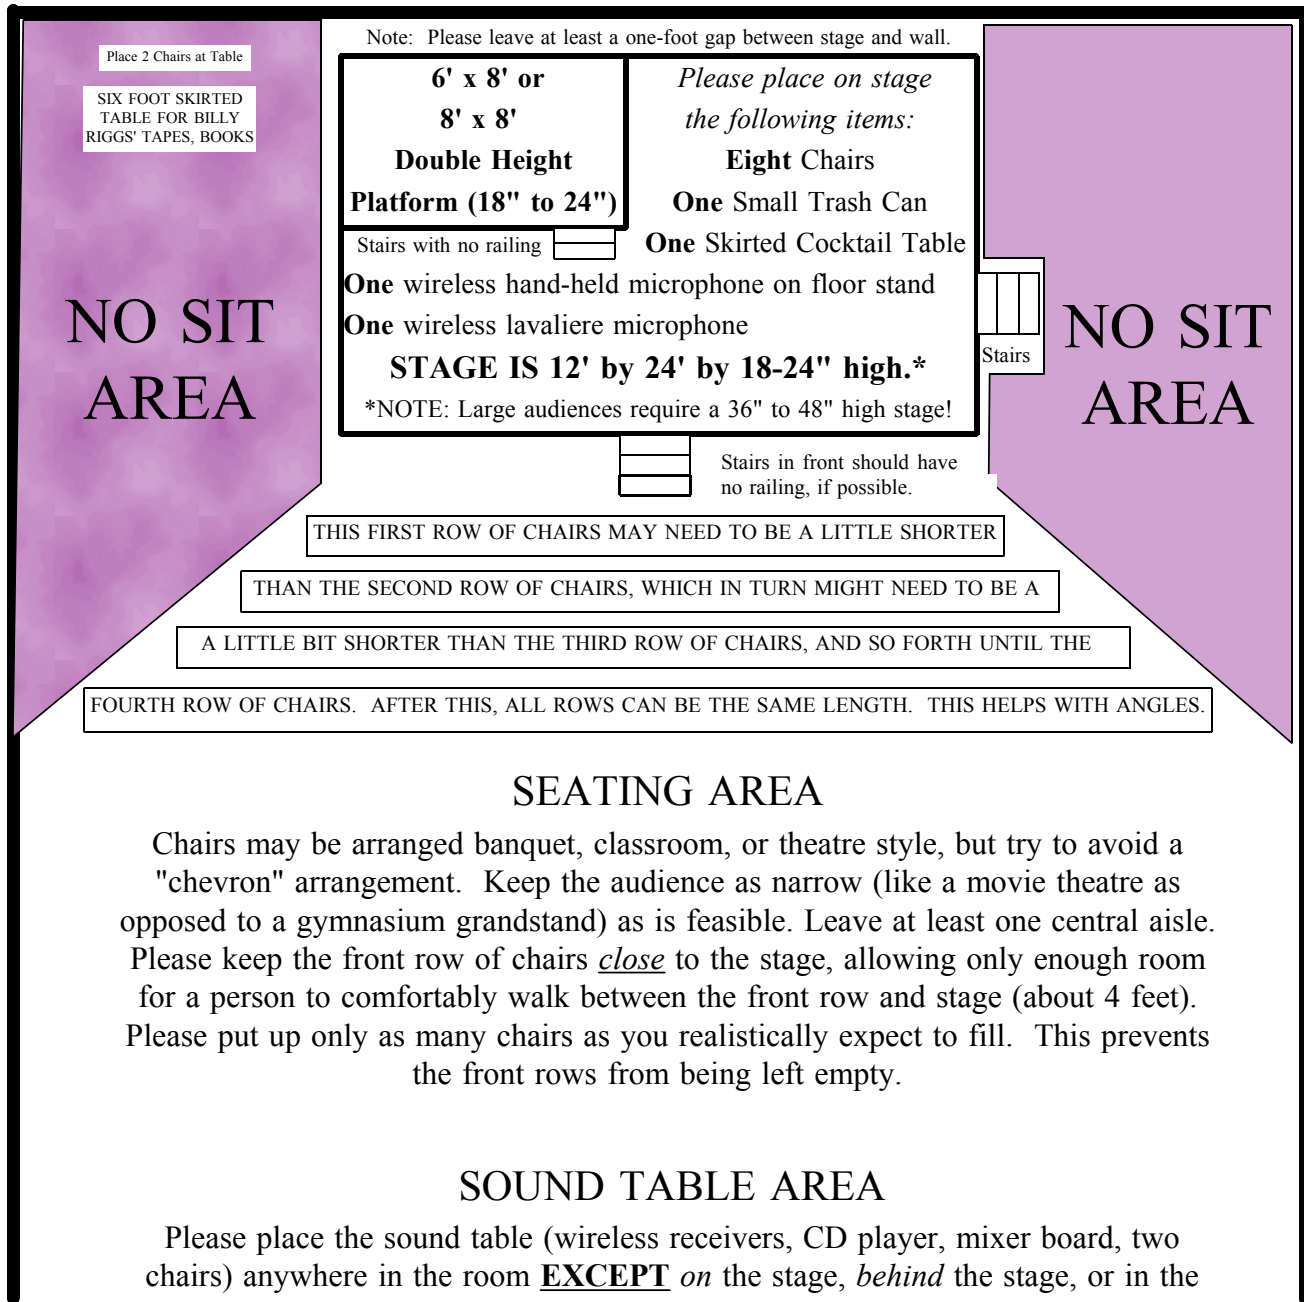 Note: Please leave at least a one-foot gap between stage and wall.
Place 2 Chairs at Table
SIX FOOT SKIRTED
TABLE FOR BILLY
RIGGS' TAPES, BOOKS
NO SIT
AREA
6' x 8' or
8' x 8'
Double Height
Platform (18" to 24")
Stairs with no railing
Please place on stage
the following items:
Eight Chairs
One Small Trash Can
One Skirted Cocktail Table
One wireless hand-held microphone on floor stand
One wireless lavaliere microphone
STAGE IS 12' by 24' by 18-24" high.*
*NOTE: Large audiences require a 36" to 48" high stage!
Stairs
NO SIT
AREA
Stairs in front should have
no railing, if possible.
THIS FIRST ROW OF CHAIRS MAY NEED TO BE A LITTLE SHORTER
THAN THE SECOND ROW OF CHAIRS, WHICH IN TURN MIGHT NEED TO BE A
A LITTLE BIT SHORTER THAN THE THIRD ROW OF CHAIRS, AND SO FORTH UNTIL THE
FOURTH ROW OF CHAIRS. AFTER THIS, ALL ROWS CAN BE THE SAME LENGTH. THIS HELPS WITH ANGLES.
SEATING AREA
Chairs may be arranged banquet, classroom, or theatre style, but try to avoid a
"chevron" arrangement. Keep the audience as narrow (like a movie theatre as
opposed to a gymnasium grandstand) as is feasible. Leave at least one central aisle.
Please keep the front row of chairs close to the stage, allowing only enough room
for a person to comfortably walk between the front row and stage (about 4 feet).
Please put up only as many chairs as you realistically expect to fill. This prevents
the front rows from being left empty.
SOUND TABLE AREA
Please place the sound table (wireless receivers, CD player, mixer board, two
chairs) anywhere in the room EXCEPT on the stage, behind the stage, or in the